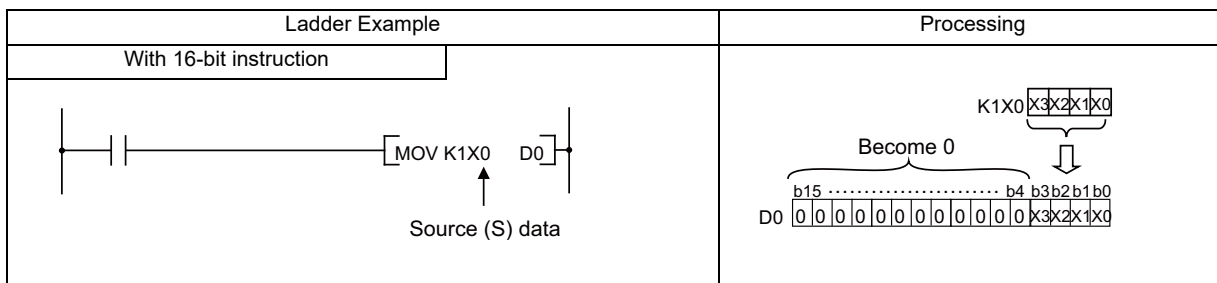 Ladder Example
Processing
With 16-bit instruction
MOV K1X0 D0
Source (S) data
K1X0 X3 X2 X1 X0
Become 0
b15 ························ b4 b3 b2 b1 b0
D0 0 0 0 0 0 0 0 0 0 0 0 0 X3 X2 X1 X0